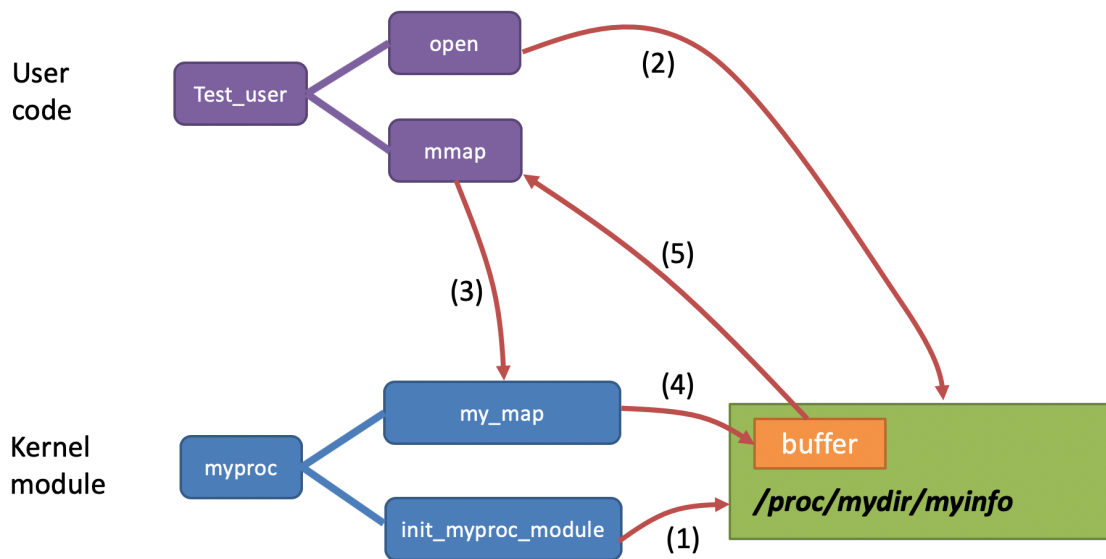 open
(2)
User
code
Test_user
mmap
(5)
(3)
my_map
(4)
buffer
Kernel
module
myproc
/proc/mydir/myinfo
init_myproc_module
(1)